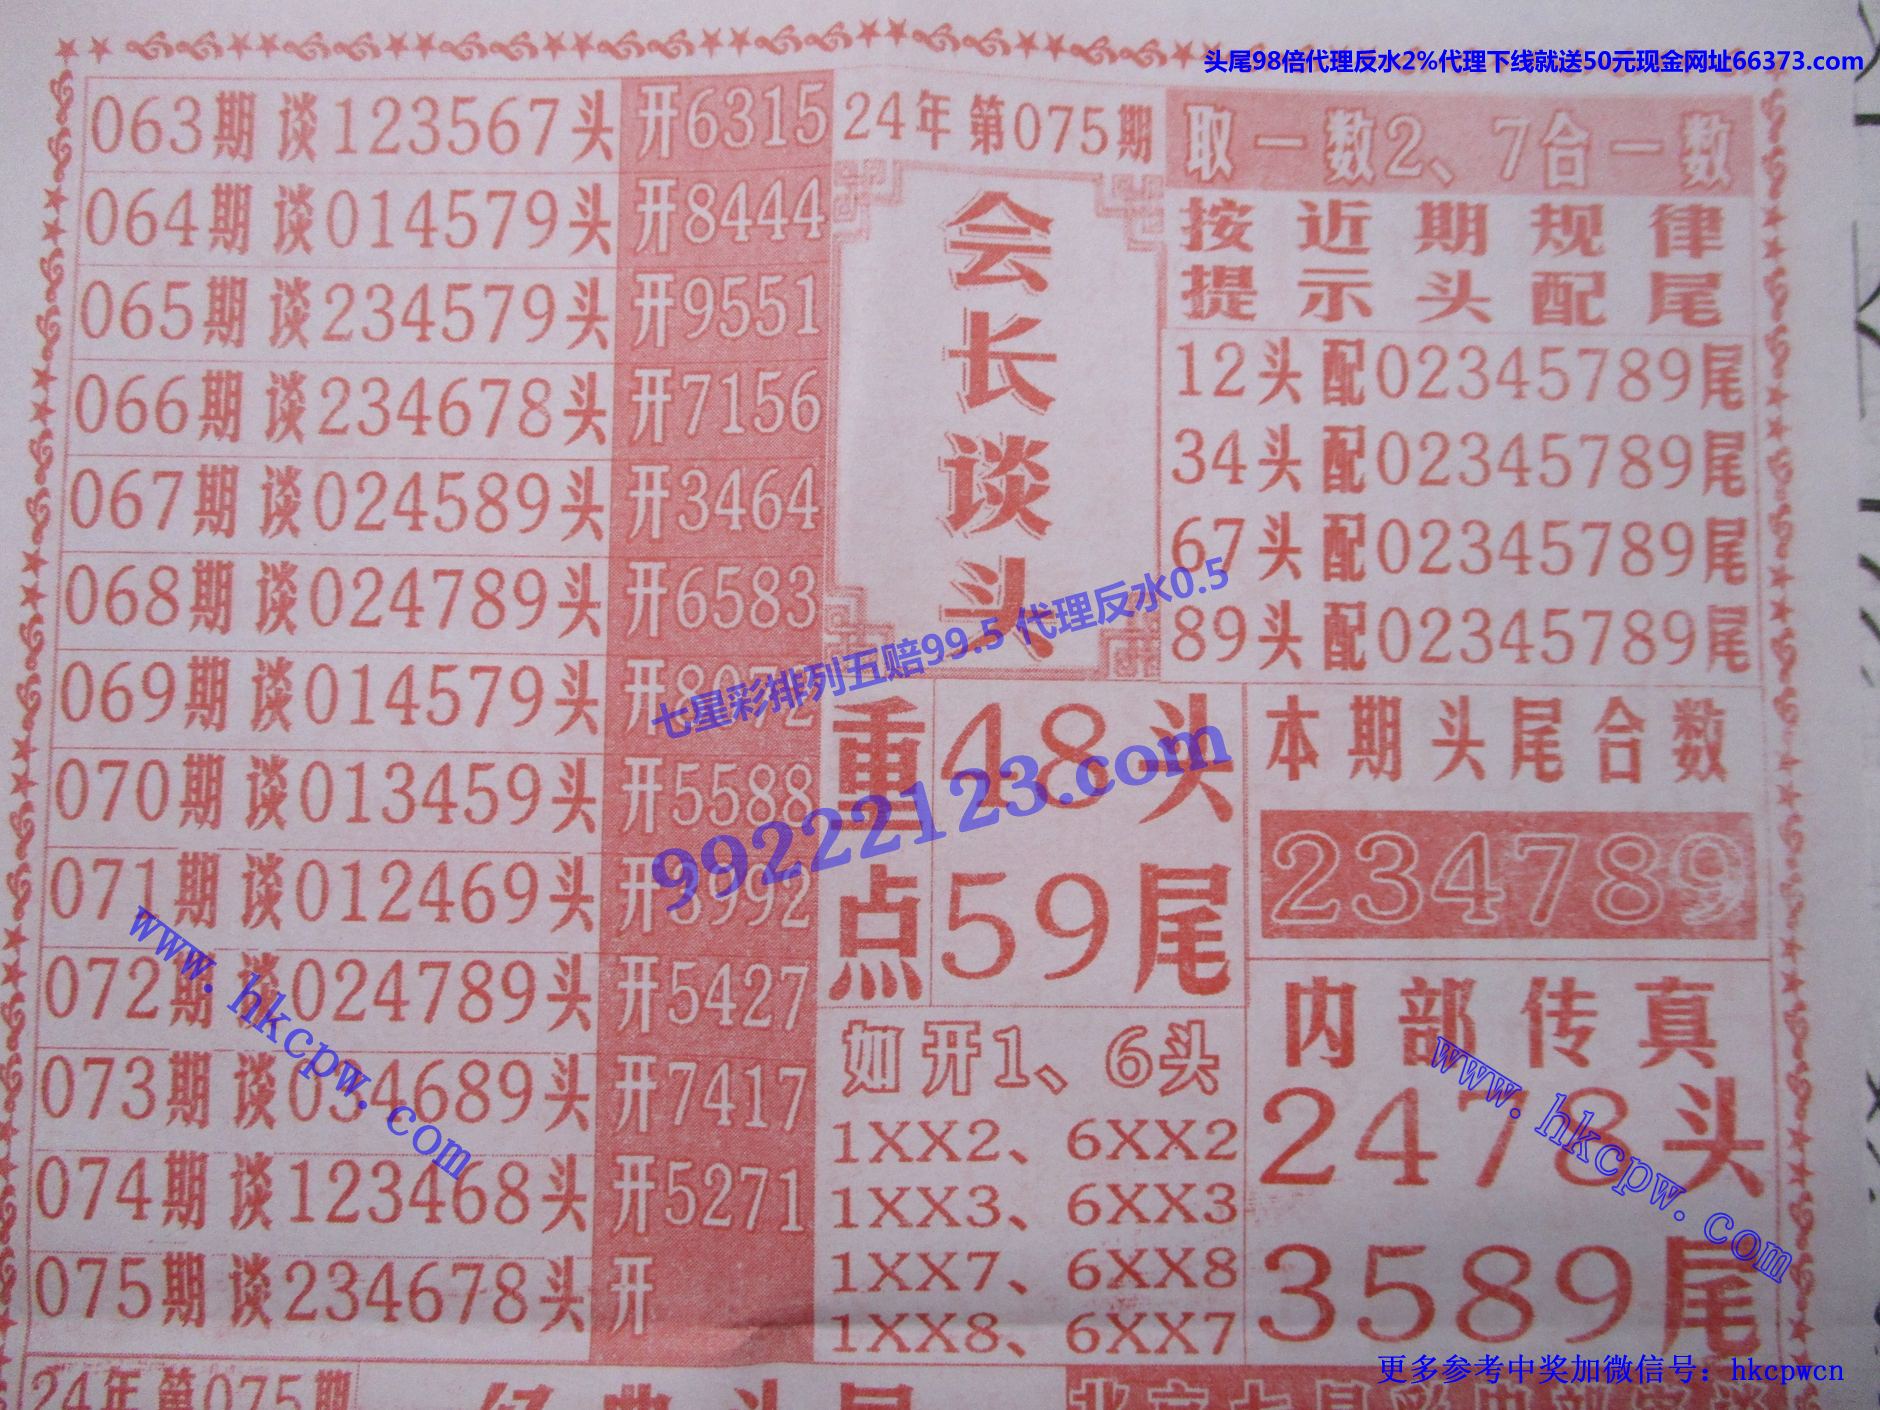 头尾98倍代理反水2%代理下线就送50元现金网址66373.com
063期 谈123567头 开6315
064期 谈014579头 开8444
065期 谈234579头 开9551
066期 谈234678头 开7156
067期 谈024589头 开3464
068期 谈024789头 开6583
069期 谈014579头
070期 谈013459头 开5588
071期 谈012469头
072期 谈024789头 开5427
073期 谈034689头 开7417
074期 谈123468头 开5271
075期 谈234678头 开
24年 第075期
会长谈头
重点
48头
59尾
如开1、6头
1XX2、6XX2
1XX3、6XX3
1XX7、6XX8
1XX8、6XX7
取一数2、7合一数
按近期规律
提示头配尾
12头配02345789尾
34头配02345789尾
67头配02345789尾
89头配02345789尾
本期头尾合数
234789
内部传真
2478头
3589尾
七星彩排列五赔99.5 代理反水0.5
99222123.com
www.hkcpw.com
www.hkcpw.com
更多参考中奖加微信号：hkcpwcn
24年第075期